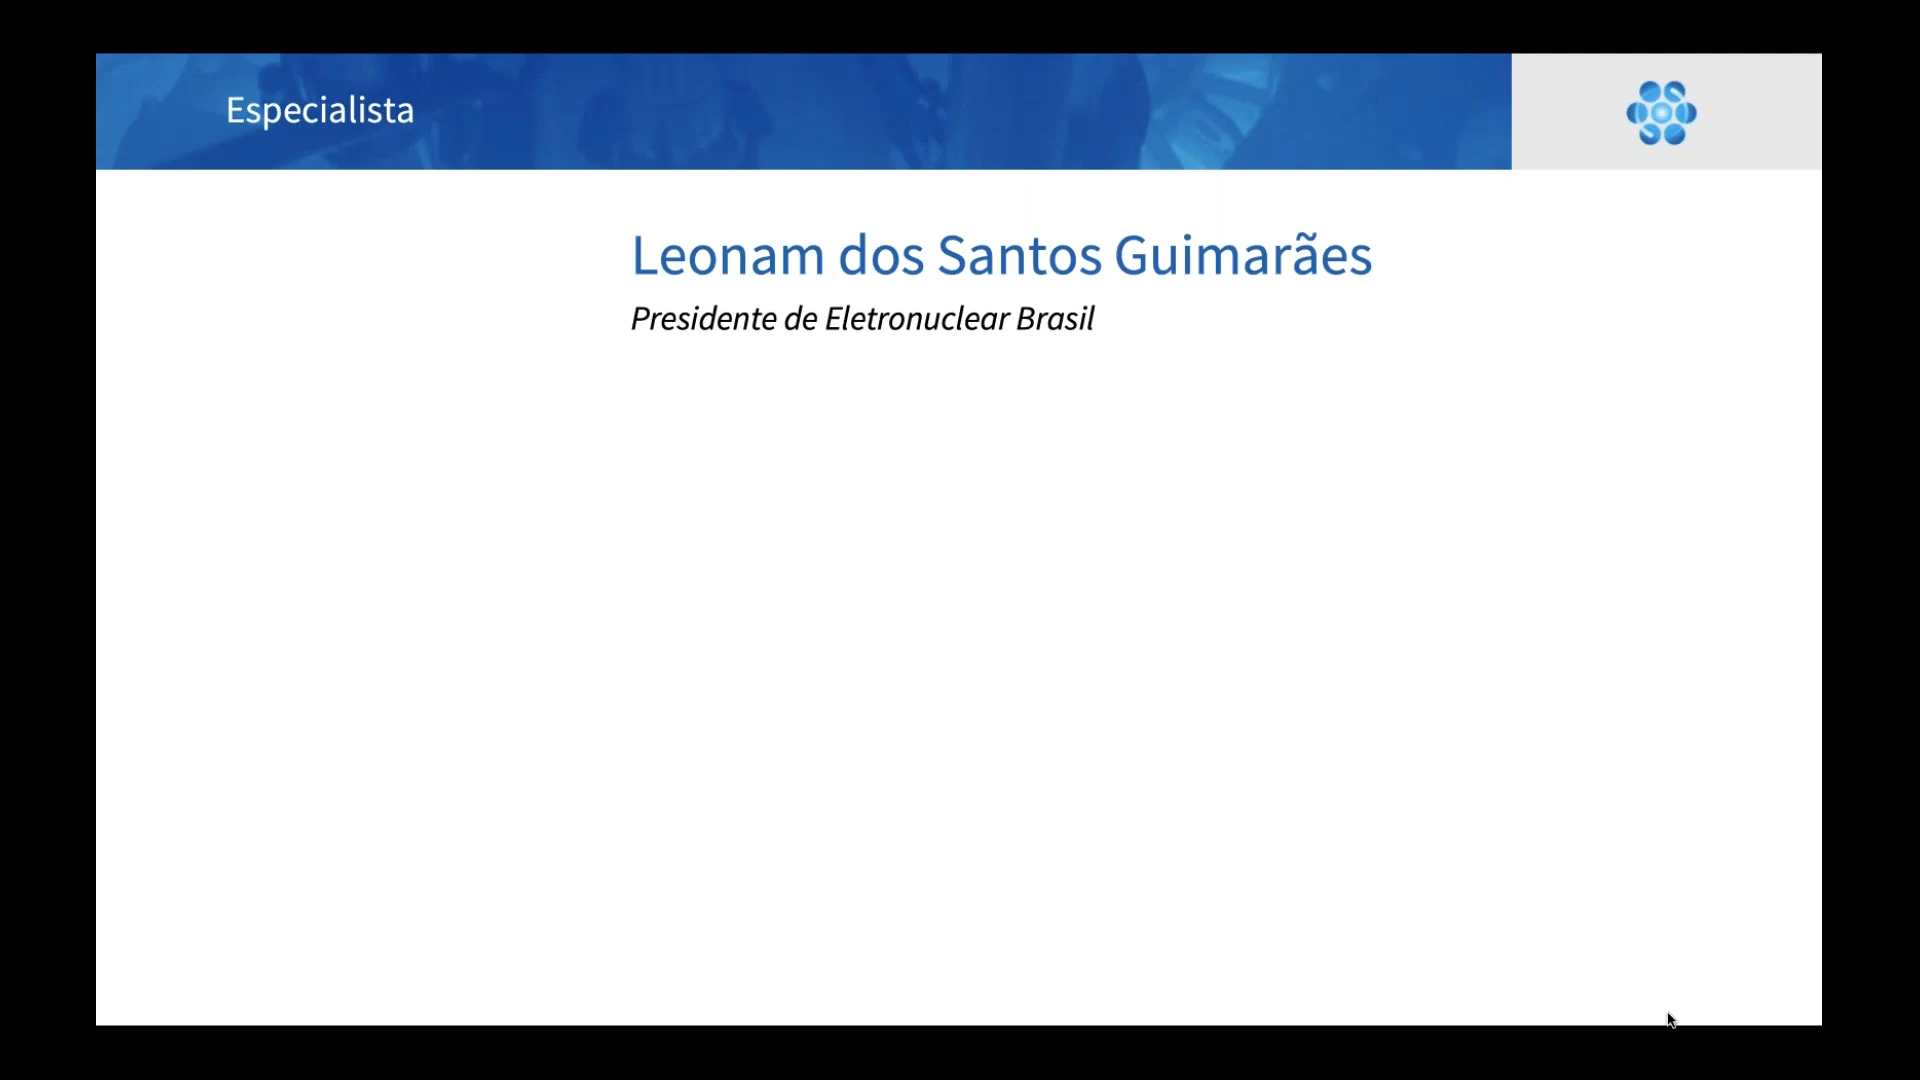 Especialista
Leonam dos Santos Guimarães
Presidente de Eletronuclear Brasil